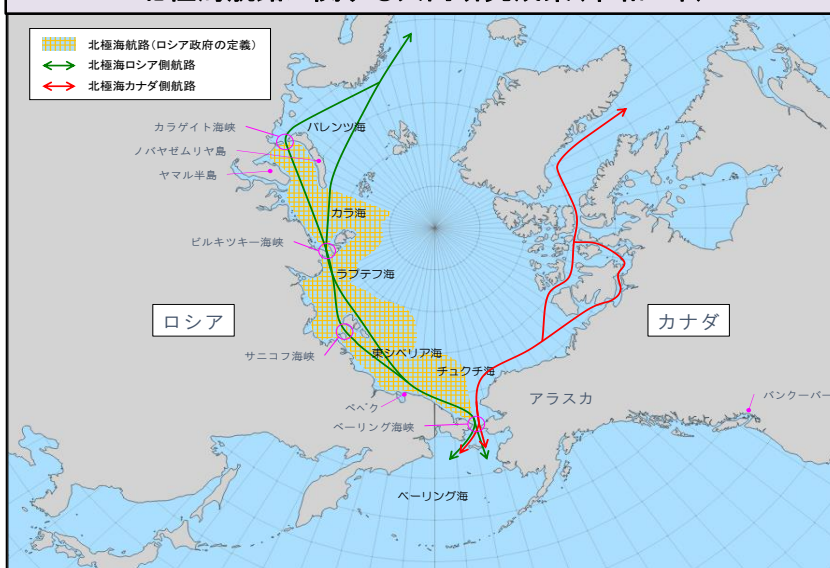 北極海航路(ロシア政府の定義)
北極海ロシア側航路
北極海カナダ側航路
カラゲイト海峡
バレンツ海
ノバヤゼムリヤ島
ヤマル半島
カラ海
ビルキツキー海峡
ラプテフ海
ロシア
カナダ
サニコフ海峡
東シベリア海
チュクチ海
アラスカ
バンクーバー
ペベク
ベーリング海峡
ベーリング海